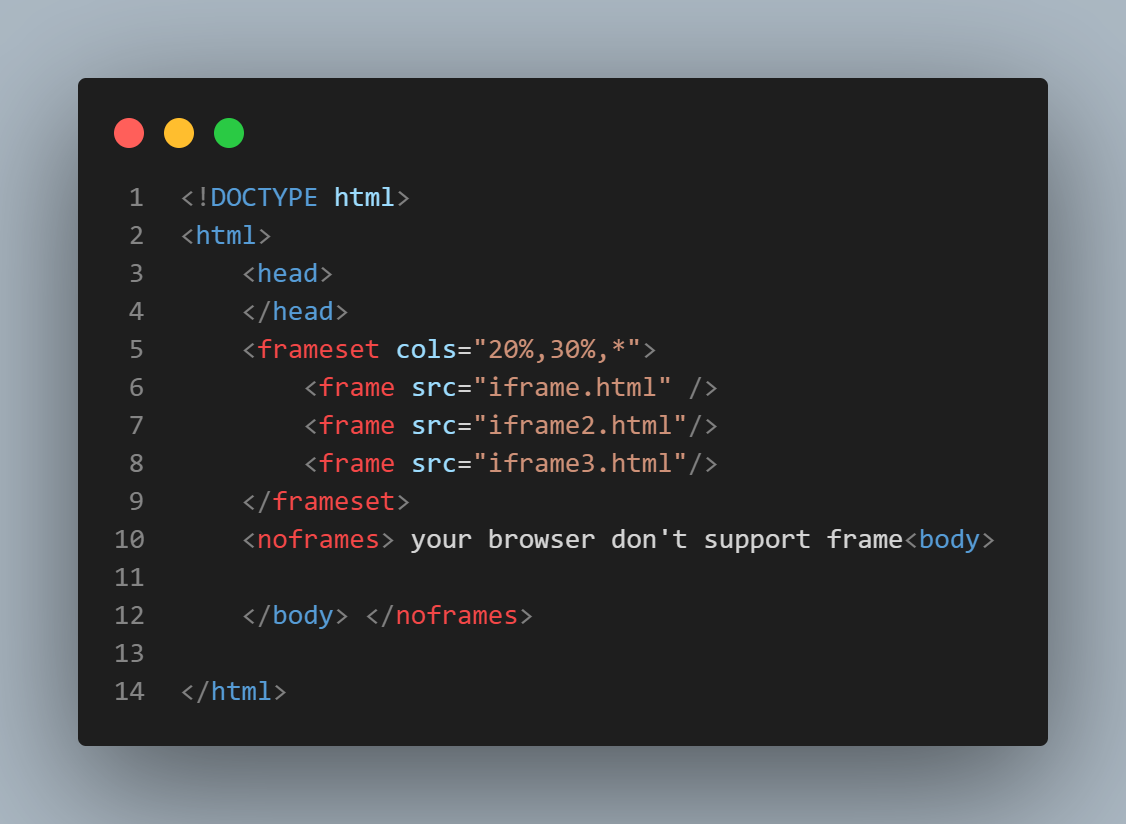 1 <!DOCTYPE html>
2 <html>
3     <head>
4     </head>
5     <frameset cols="20%,30%,*">
6         <frame src="iframe.html" />
7         <frame src="iframe2.html"/>
8         <frame src="iframe3.html"/>
9     </frameset>
10     <noframes> your browser don't support frame<body>
11
12     </body> </noframes>
13
14 </html>